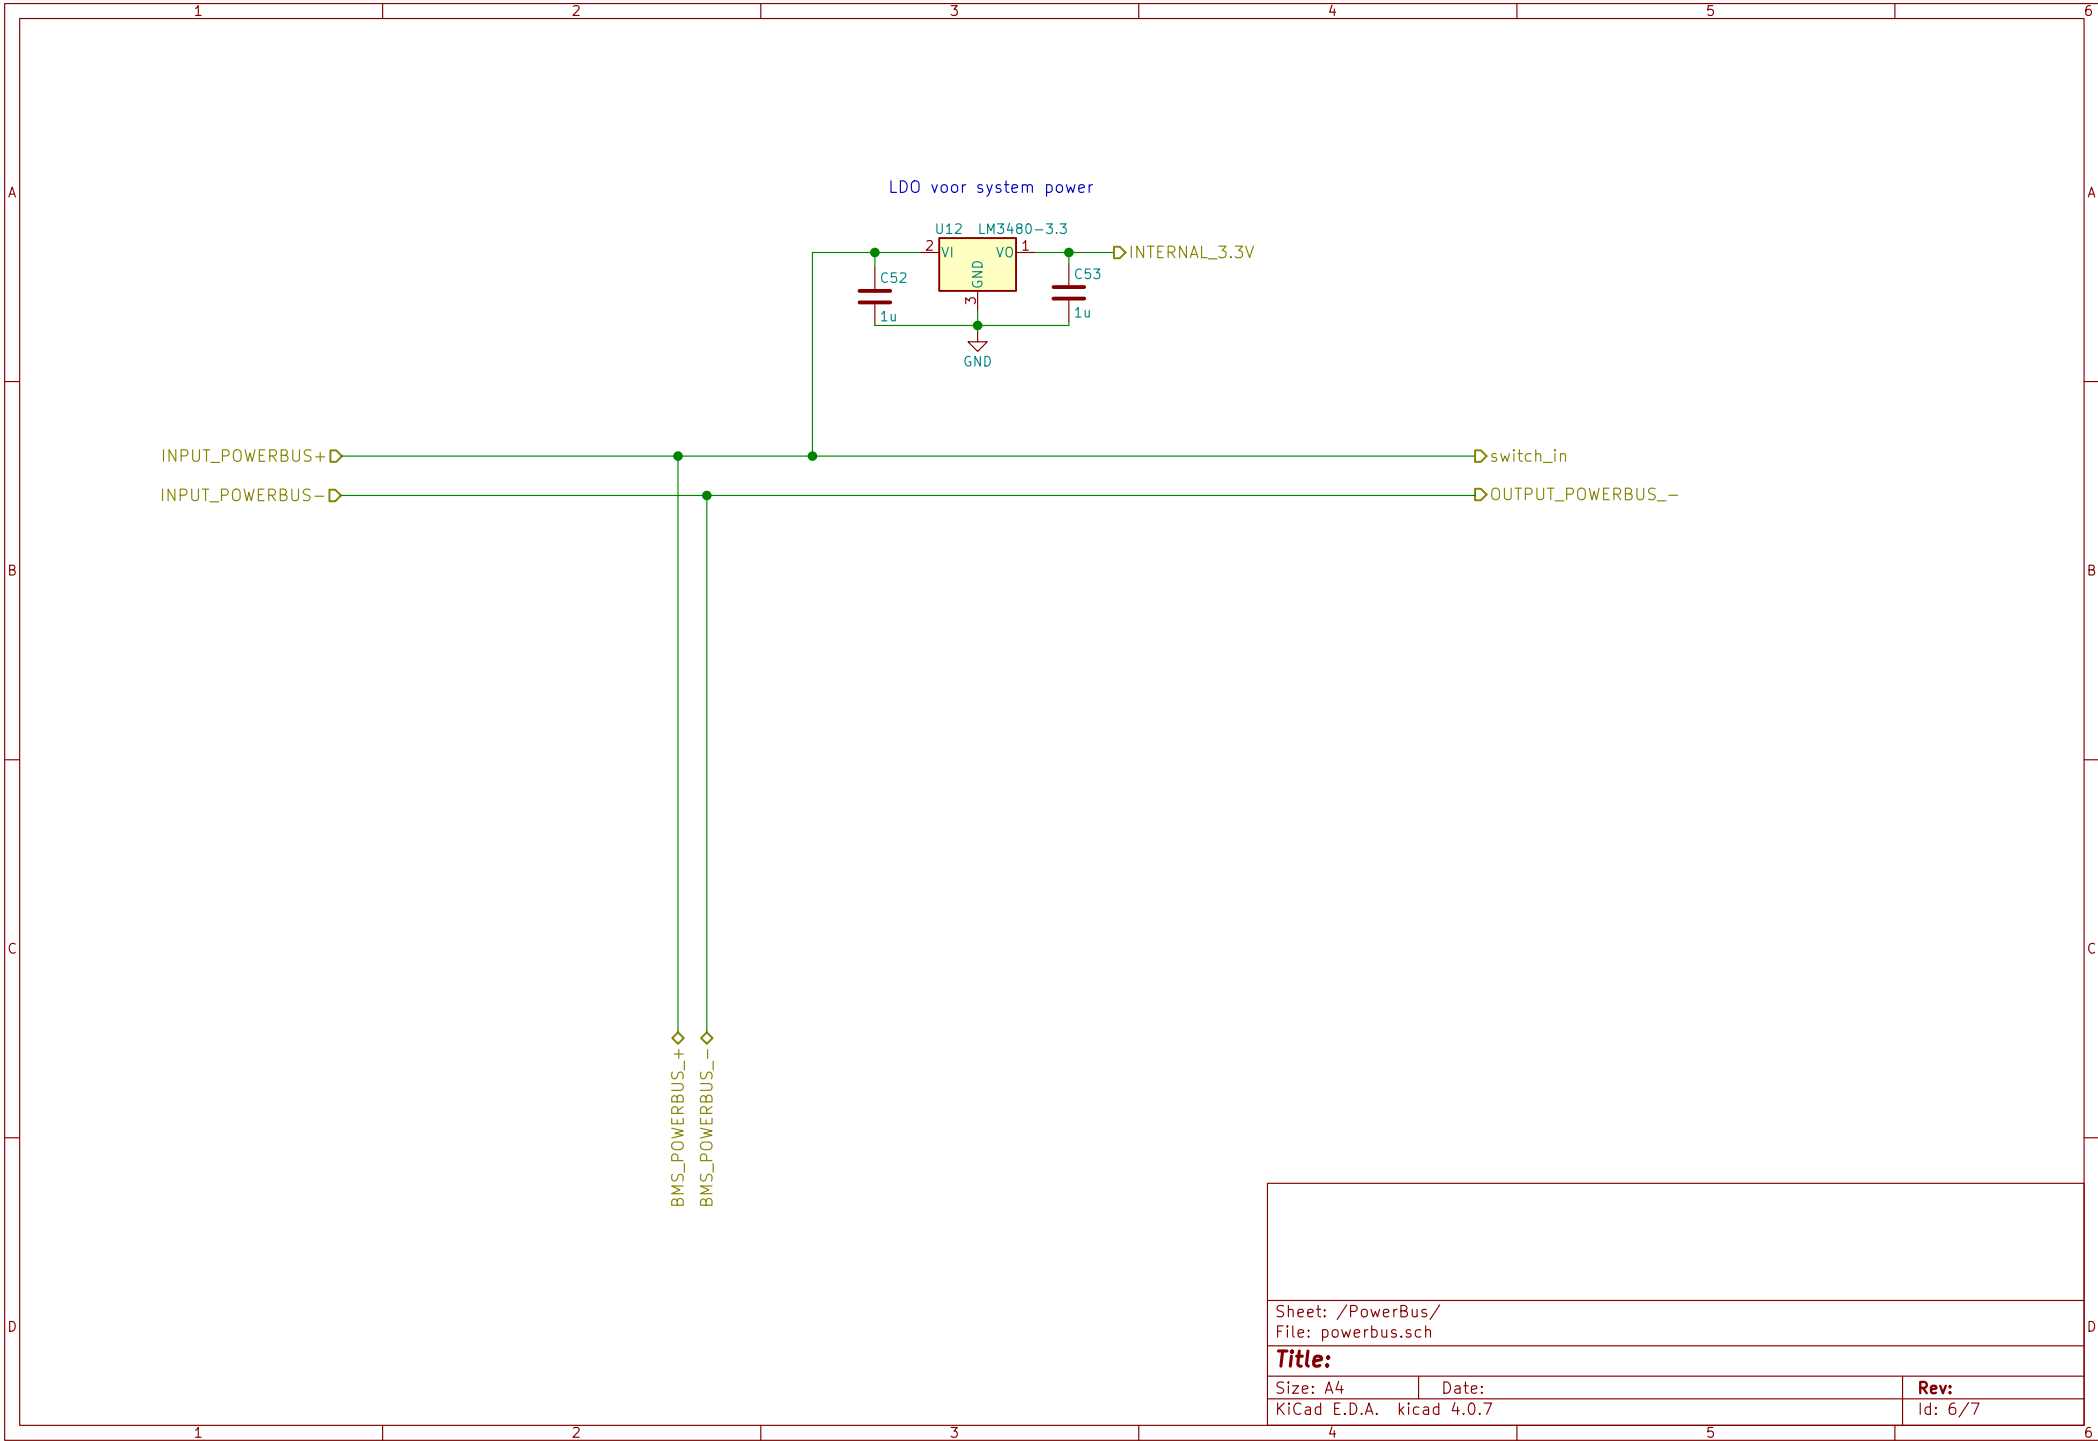 1 2 3 4 5 6
A A
LDO voor system power
U12 LM3480-3.3
2 VI VO 1 INTERNAL_3.3V
C52 GND C53
3
1u 1u
GND
INPUT_POWERBUS+ switch_in
INPUT_POWERBUS- OUTPUT_POWERBUS_-
B B
C C
BMS_POWERBUS_+
BMS_POWERBUS_-
Sheet: /PowerBus/
File: powerbus.sch
D D
Title:
Size: A4 Date: Rev:
KiCad E.D.A. kicad 4.0.7 Id: 6/7
1 2 3 4 5 6